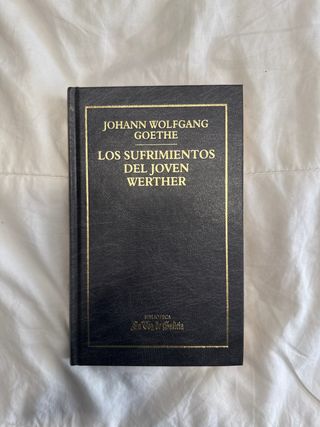 JOHANN WOLFGANG
GOETHE
LOS SUFRIMIENTOS
DEL JOVEN
WERTHER
BIBLIOTECA
La Voz de Galicia